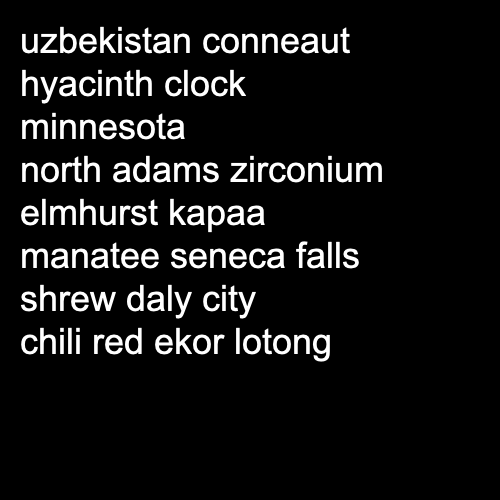 uzbekistan conneaut
hyacinth clock
minnesota
north adams zirconium
elmhurst kapaa
manatee seneca falls
shrew daly city
chili red ekor lotong